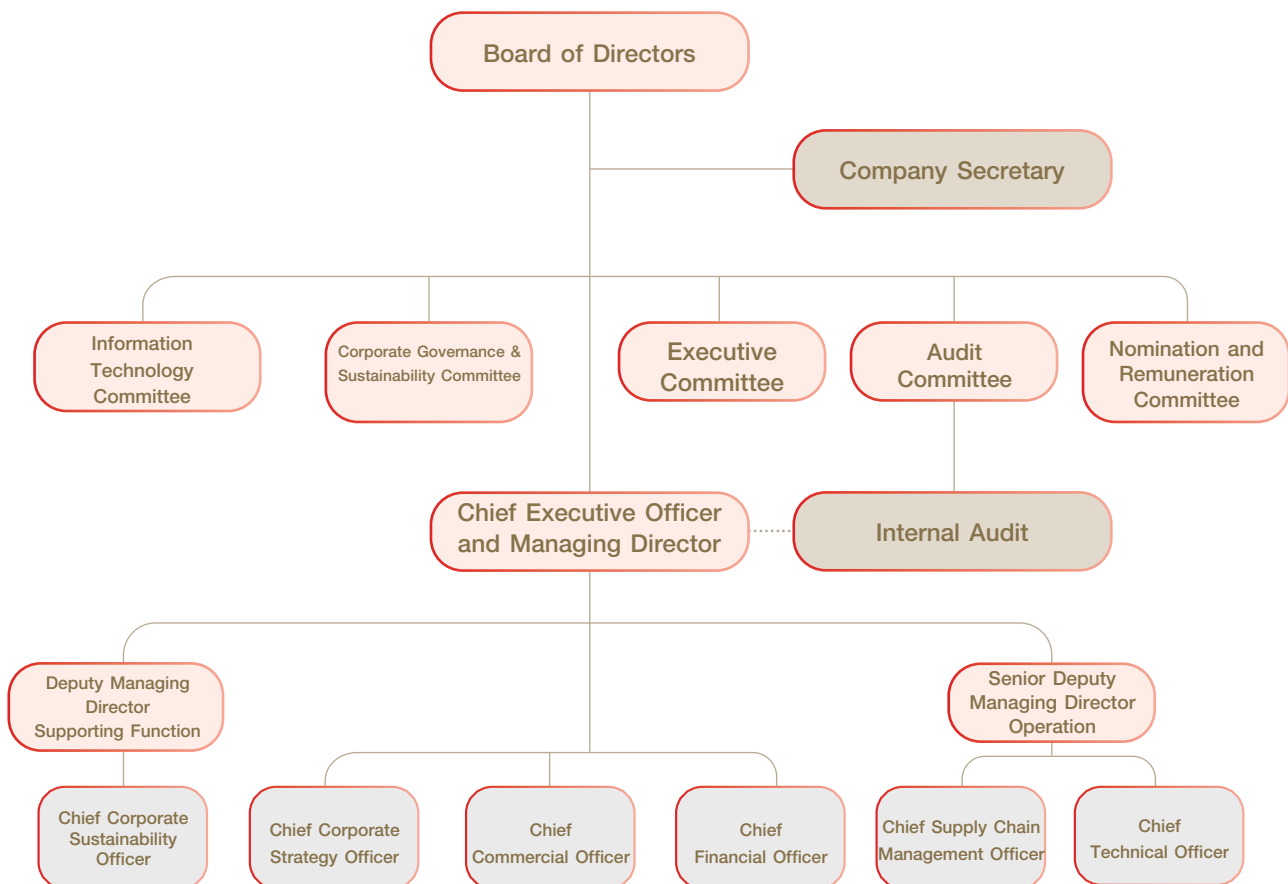 Board of Directors
Company Secretary
Information
Technology
Committee
Corporate Governance &
Sustainability Committee
Executive
Committee
Audit
Committee
Nomination and
Remuneration
Committee
Chief Executive Officer
and Managing Director
Internal Audit
Deputy Managing
Director
Supporting Function
Senior Deputy
Managing Director
Operation
Chief Corporate
Sustainability
Officer
Chief Corporate
Strategy Officer
Chief
Commercial Officer
Chief
Financial Officer
Chief Supply Chain
Management Officer
Chief
Technical Officer